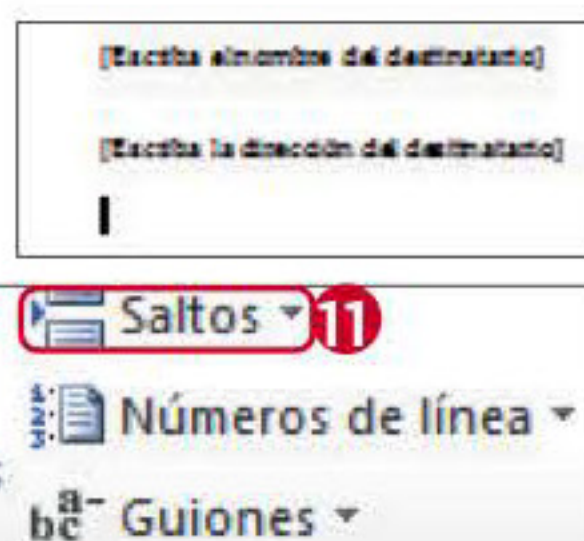 [Escriba el nombre del destinatario]
[Escriba la dirección del destinatario]
Saltos
11
Números de línea
Guiones